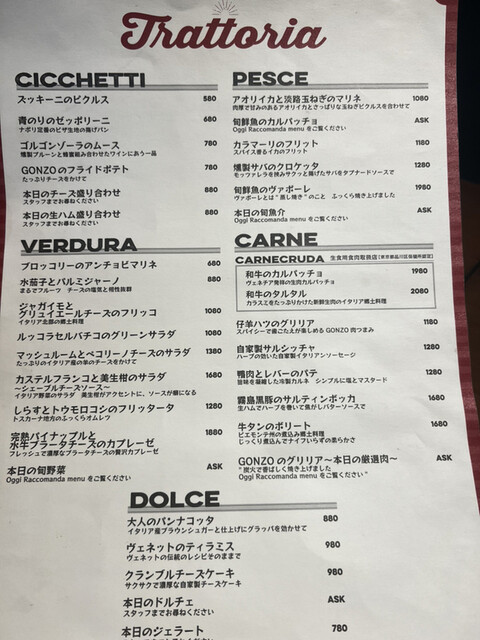 Trattoria
CICCHETTI
ズッキーニのピクルス 580
青のりのゼッポリーニ 680
ナポリ定番のピザ生地の揚げパン
ゴルゴンゾーラのムース 780
燻製プルーンと蜂蜜組み合わせたワインにあう一品
GONZOのフライドポテト 780
たっぷりチーズをかけて
本日のチーズ盛り合わせ 880
スタッフまでお尋ねください
本日の生ハム盛り合わせ 880
スタッフまでお尋ねください
VERDURA
ブロッコリーのアンチョビマリネ 680
水茄子とパルミジャーノ 880
まるでフルーツ チーズの塩気と相性抜群
ジャガイモと
グリュイエールチーズのフリッコ 1080
イタリア北部の郷土料理
ルッコラセルバチコのグリーンサラダ 1080
マッシュルームとペコリーノチーズのサラダ 1380
たっぷりのイタリア産の羊のチーズをかけて
カステルフランコと美生柑のサラダ 1680
～シェーブルチーズソース～
イタリア野菜のサラダ 美生柑がアクセントに、ソースが癖になる
しらすとトウモロコシのフリッタータ 1280
トスカーナ地方のふっくらオムレツ
完熟パイナップルと
水牛ブラータチーズのカプレーゼ 1880
フレッシュで濃厚なブラータチーズの贅沢カプレーゼ
本日の旬野菜 ASK
Oggi Raccomanda menu をご覧ください
PESCE
アオリイカと淡路玉ねぎのマリネ 1080
肉厚で甘みのあるアオリイカとさっぱりな玉ねぎピクルスを合わせて
旬鮮魚のカルパッチョ ASK
Oggi Raccomanda menu をご覧ください
カラマーリのフリット 1180
スパイス香るイカのフリット
燻製サバのクロケッタ 1280
モッツァレラを挟みサクッと揚げたサバをタプナードソースで
旬鮮魚のヴァポーレ 1980
ヴァポーレとは"蒸し焼き"のこと ふっくら焼き上げました
本日の旬魚介 ASK
Oggi Raccomanda menu をご覧ください
CARNE
CARNECRUDA 生食用食肉取扱店【東京都品川区保健所認定】
和牛のカルパッチョ 1980
ヴェネチア発祥の生肉カルパッチョ
和牛のタルタル 2080
カラスミをたっぷりかけた新鮮生肉のイタリア郷土料理
仔羊ハツのグリリア 1180
スパイシーで歯ごたえが楽しめる GONZO 肉つまみ
自家製サルシッチャ 1280
ハーブの効いた自家製イタリアンソーセージ
鴨肉とレバーのパテ 1280
旨味を凝縮した冷製カルネ シンプルに塩とマスタード
霧島黒豚のサルティンボッカ 1680
生ハムとハーブを巻いて焦がしバターソースで
牛タンのボリート 1680
ピエモンテ州の煮込み郷土料理
じっくり煮込んでナイフいらずの柔らかさ
GONZOのグリリア～本日の厳選肉～ ASK
"炭火で香ばしく焼き上げました
Oggi Raccomanda menu をご覧ください"
DOLCE
大人のパンナコッタ 880
イタリア産ブラウンシュガーと仕上げにグラッパを効かせて
ヴェネットのティラミス 980
ヴェネットの伝統のレシピそのままで
クランブルチーズケーキ 980
サクサクで濃厚な自家製チーズケーキ
本日のドルチェ ASK
スタッフまでお尋ねください
本日のジェラート 780